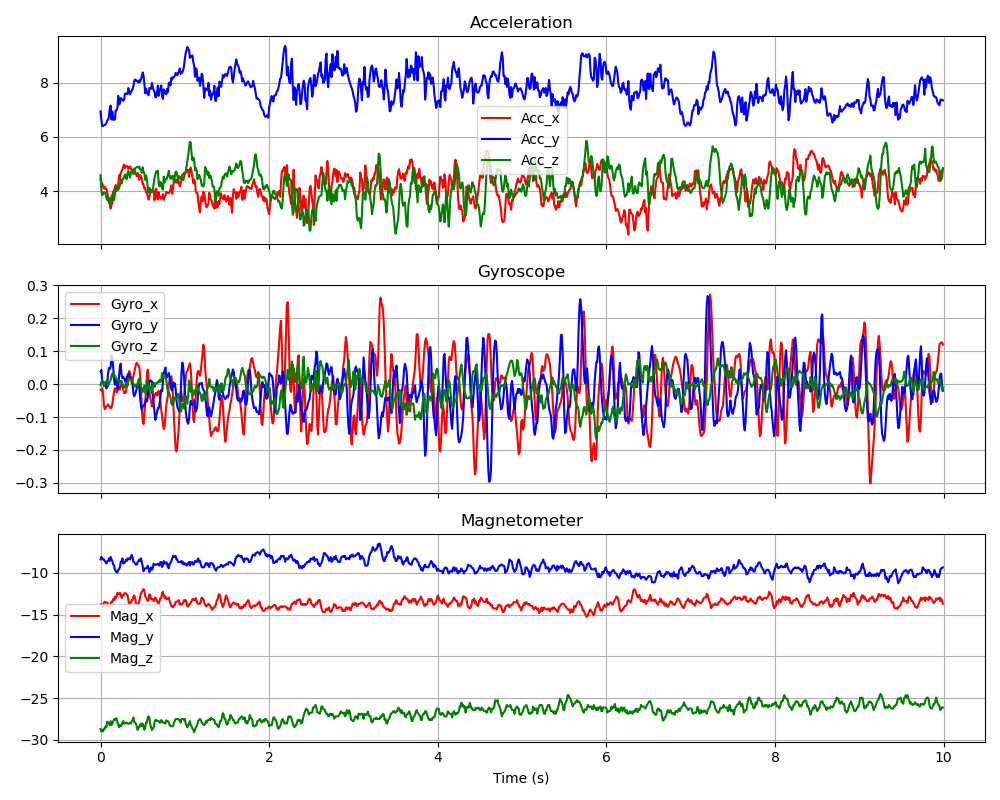 Acceleration
8
6
4
Acc_x
Acc_y
Acc_z
Gyroscope
0.3
0.2
0.1
0.0
−0.1
−0.2
−0.3
Gyro_x
Gyro_y
Gyro_z
Magnetometer
−10
−15
−20
−25
−30
Mag_x
Mag_y
Mag_z
0 2 4 6 8 10
Time (s)